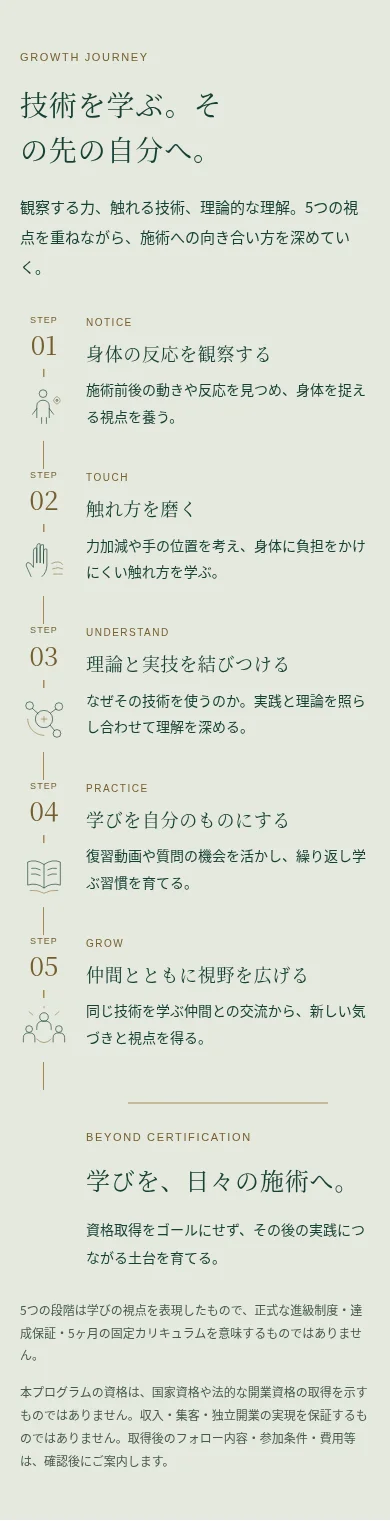 GROWTH JOURNEY
技術を学ぶ。そ
の先の自分へ。
観察する力、触れる技術、理論的な理解。5つの視
点を重ねながら、施術への向き合い方を深めてい
く。
STEP
01
NOTICE
身体の反応を観察する
施術前後の動きや反応を見つめ、身体を捉え
る視点を養う。
STEP
02
TOUCH
触れ方を磨く
力加減や手の位置を考え、身体に負担をかけ
にくい触れ方を学ぶ。
STEP
03
UNDERSTAND
理論と実技を結びつける
なぜその技術を使うのか。実践と理論を照ら
し合わせて理解を深める。
STEP
04
PRACTICE
学びを自分のものにする
復習動画や質問の機会を活かし、繰り返し学
ぶ習慣を育てる。
STEP
05
GROW
仲間とともに視野を広げる
同じ技術を学ぶ仲間との交流から、新しい気
づきと視点を得る。
BEYOND CERTIFICATION
学びを、日々の施術へ。
資格取得をゴールにせず、その後の実践につ
ながる土台を育てる。
5つの段階は学びの視点を表現したもので、正式な進級制度・達
成保証・5ヶ月の固定カリキュラムを意味するものではありませ
ん。
本プログラムの資格は、国家資格や法的な開業資格の取得を示す
ものではありません。収入・集客・独立開業の実現を保証するも
のではありません。取得後のフォロー内容・参加条件・費用等
は、確認後にご案内します。